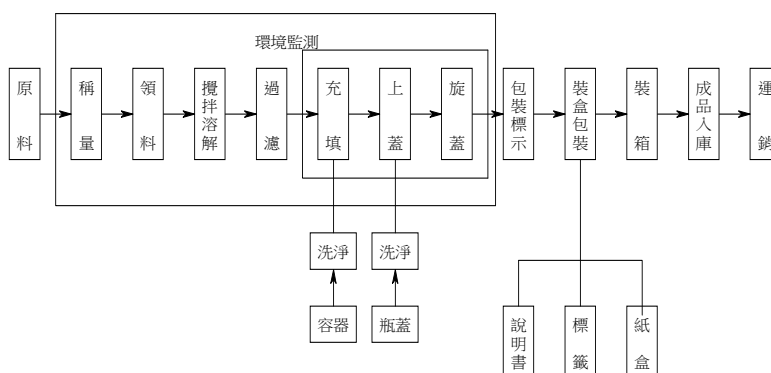 環境監測
原料
稱量
領料
攪拌溶解
過濾
充填
上蓋
旋蓋
包裝標示
裝盒包裝
裝箱
成品入庫
運銷
洗淨
洗淨
容器
瓶蓋
說明書
標籤
紙盒